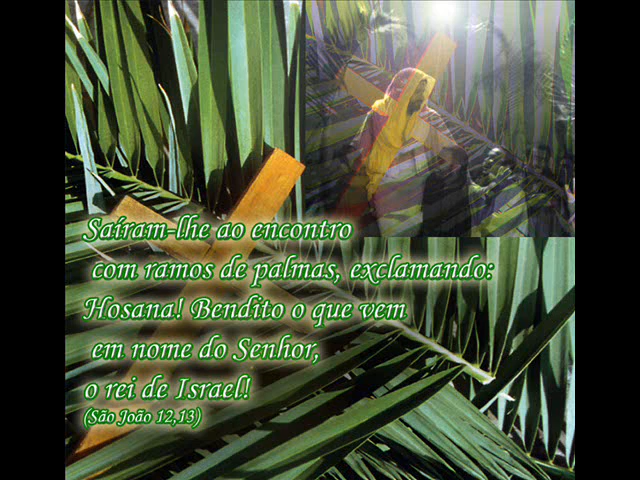 Saíram-lhe ao encontro
com ramos de palmas, exclamando:
Hosana! Bendito o que vem
em nome do Senhor,
o rei de Israel!
(São João 12,13)